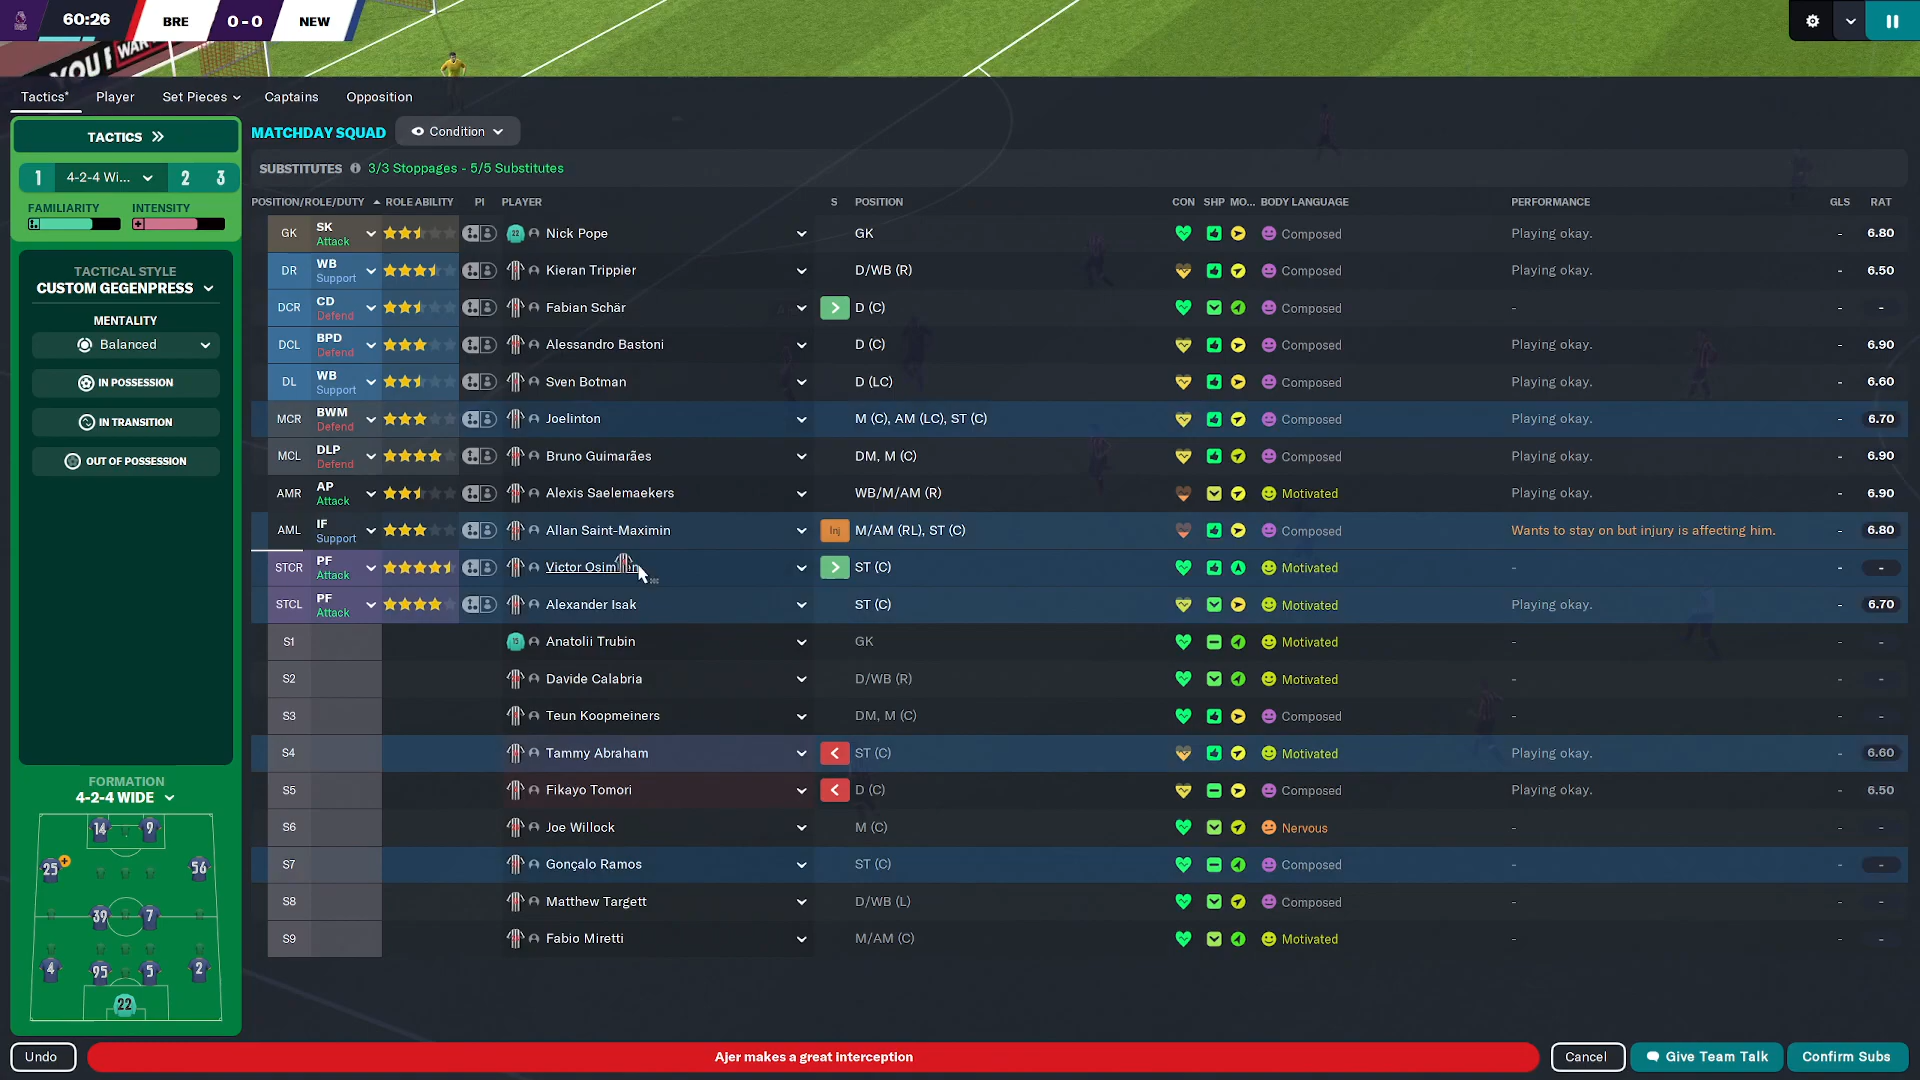 60:26 BRE 0 - 0 NEW
YOU F WAR
Tactics* Player Set Pieces Captains Opposition
TACTICS
MATCHDAY SQUAD Condition
SUBSTITUTES 3/3 Stoppages - 5/5 Substitutes
1 4-2-4 Wi... 2 3
FAMILIARITY INTENSITY
TACTICAL STYLE
CUSTOM GEGENPRESS
MENTALITY
Balanced
IN POSSESSION
IN TRANSITION
OUT OF POSSESSION
FORMATION
4-2-4 WIDE
14 9
25 56
39 7
4 95 5 2
22
POSITION/ROLE/DUTY ROLE ABILITY PI PLAYER S POSITION CON SHP MO... BODY LANGUAGE PERFORMANCE GLS RAT
GK SK Attack 22 Nick Pope GK Composed Playing okay. - 6.80
DR WB Support Kieran Trippier D/WB (R) Composed Playing okay. - 6.50
DCR CD Defend Fabian Schär D (C) Composed - - -
DCL BPD Defend Alessandro Bastoni D (C) Composed Playing okay. - 6.90
DL WB Support Sven Botman D (LC) Composed Playing okay. - 6.60
MCR BWM Defend Joelinton M (C), AM (LC), ST (C) Composed Playing okay. - 6.70
MCL DLP Defend Bruno Guimarães DM, M (C) Composed Playing okay. - 6.90
AMR AP Attack Alexis Saelemaekers WB/M/AM (R) Motivated Playing okay. - 6.90
AML IF Support Allan Saint-Maximin Inj M/AM (RL), ST (C) Composed Wants to stay on but injury is affecting him. - 6.80
STCR PF Attack Victor Osimhen ST (C) Motivated - - -
STCL PF Attack Alexander Isak ST (C) Motivated Playing okay. - 6.70
S1 15 Anatolii Trubin GK Motivated - - -
S2 Davide Calabria D/WB (R) Motivated - - -
S3 Teun Koopmeiners DM, M (C) Composed - - -
S4 Tammy Abraham ST (C) Motivated Playing okay. - 6.60
S5 Fikayo Tomori D (C) Composed Playing okay. - 6.50
S6 Joe Willock M (C) Nervous - - -
S7 Gonçalo Ramos ST (C) Composed - - -
S8 Matthew Targett D/WB (L) Composed - - -
S9 Fabio Miretti M/AM (C) Motivated - - -
Undo Ajer makes a great interception Cancel Give Team Talk Confirm Subs